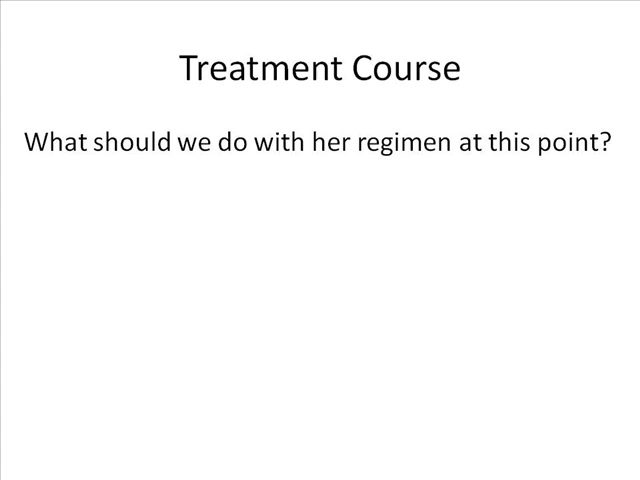 Treatment Course
What should we do with her regimen at this point?